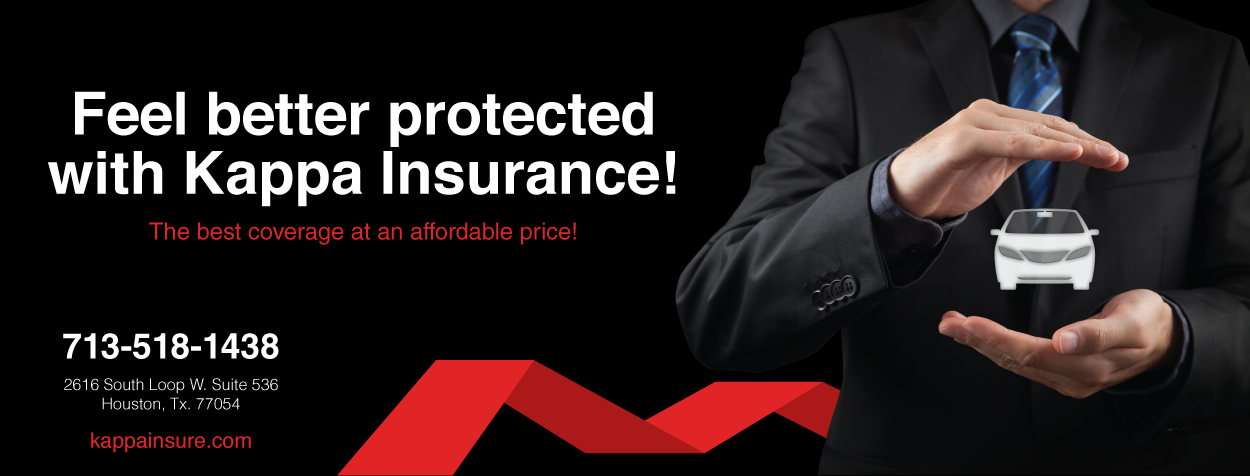 Feel better protected
with Kappa Insurance!
The best coverage at an affordable price!
713-518-1438
2616 South Loop W. Suite 536
Houston, Tx. 77054
kappainsure.com